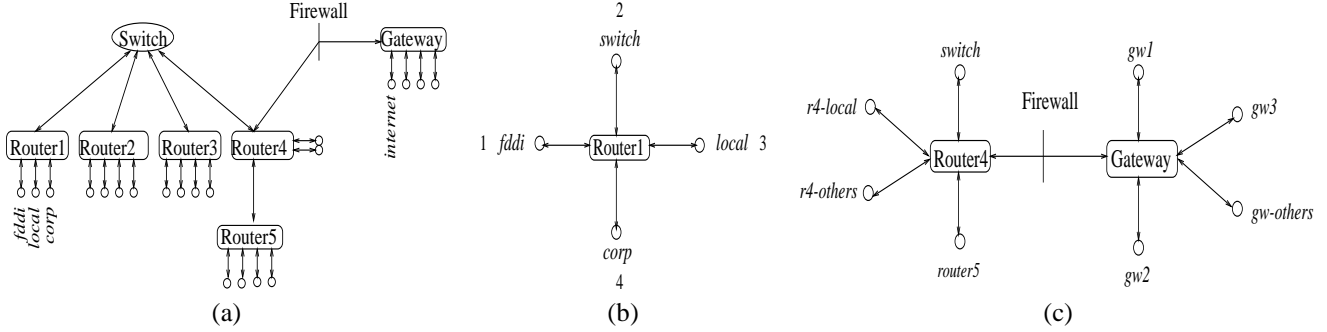 Firewall
Switch
Gateway
internet
Router1
Router2
Router3
Router4
fddi
local
corp
Router5
(a)
2
switch
1 fddi
Router1
local 3
corp
4
(b)
switch
gw1
r4-local
Firewall
gw3
Router4
Gateway
r4-others
gw-others
router5
gw2
(c)